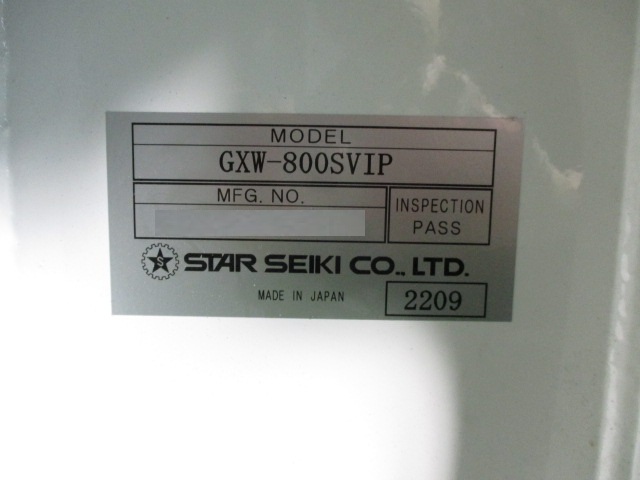 MODEL
GXW-800SVIP
MFG. NO.
INSPECTION
PASS
S
STAR SEIKI CO., LTD.
MADE IN JAPAN
2209